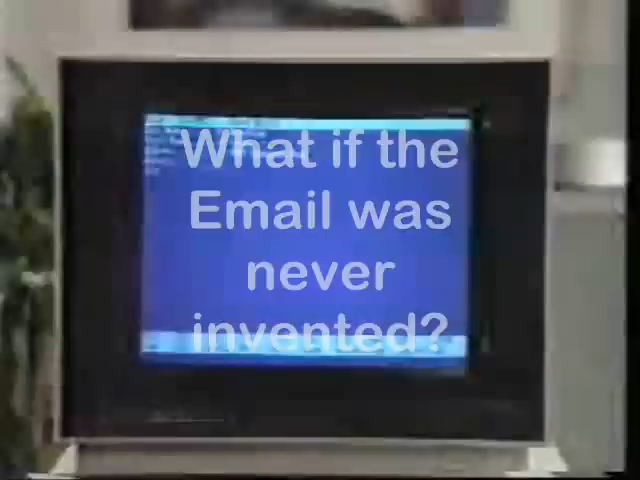 What if the
Email was
never
invented?